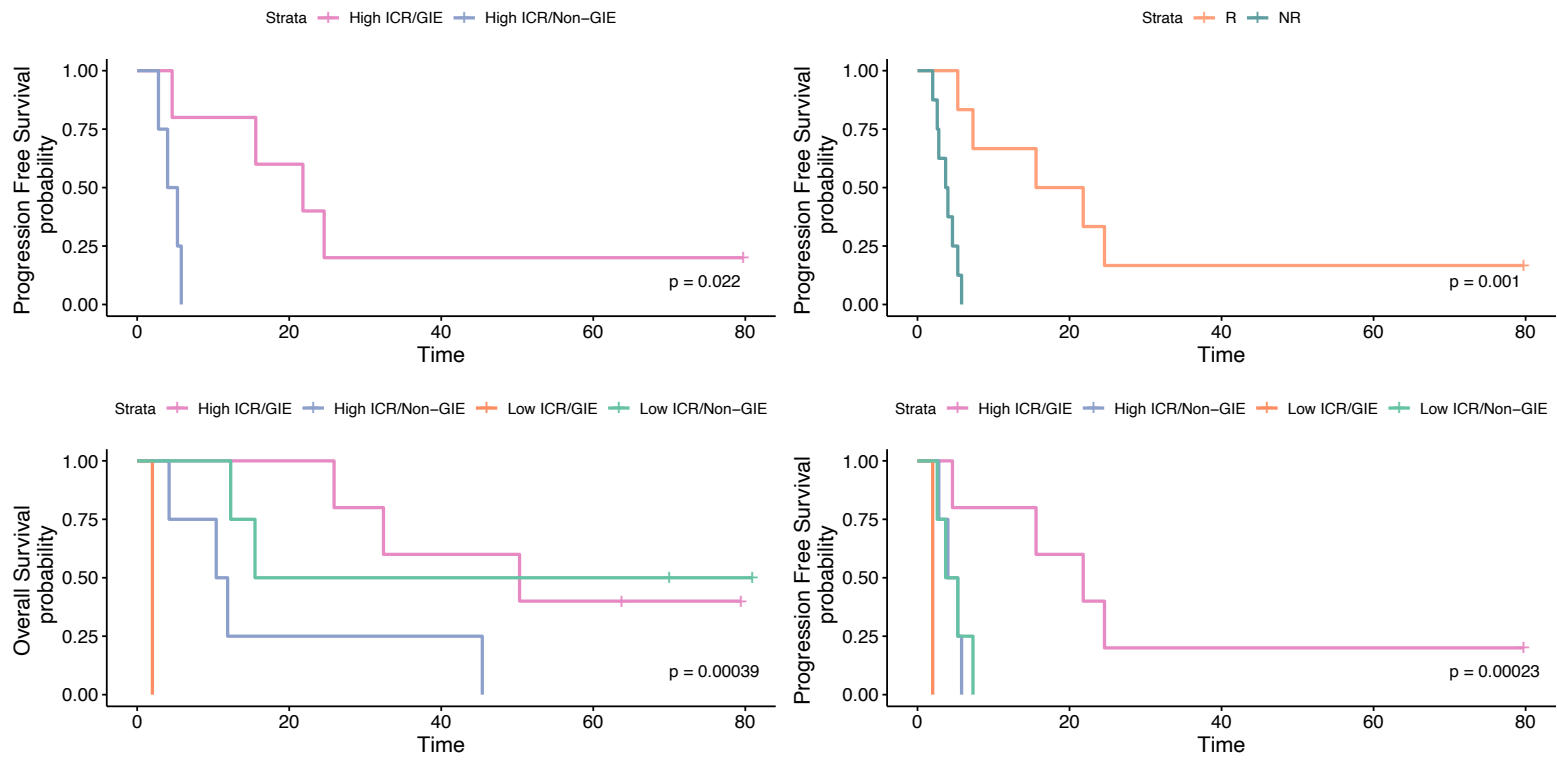 Strata High ICR/GIE High ICR/Non−GIE
Progression Free Survival
probability
1.00
0.75
0.50
0.25
0.00
p = 0.022
0 20 40 60 80
Time
Strata R NR
Progression Free Survival
probability
1.00
0.75
0.50
0.25
0.00
p = 0.001
0 20 40 60 80
Time
Strata High ICR/GIE High ICR/Non−GIE Low ICR/GIE Low ICR/Non−GIE
Overall Survival
probability
1.00
0.75
0.50
0.25
0.00
p = 0.00039
0 20 40 60 80
Time
Strata High ICR/GIE High ICR/Non−GIE Low ICR/GIE Low ICR/Non−GIE
Progression Free Survival
probability
1.00
0.75
0.50
0.25
0.00
p = 0.00023
0 20 40 60 80
Time